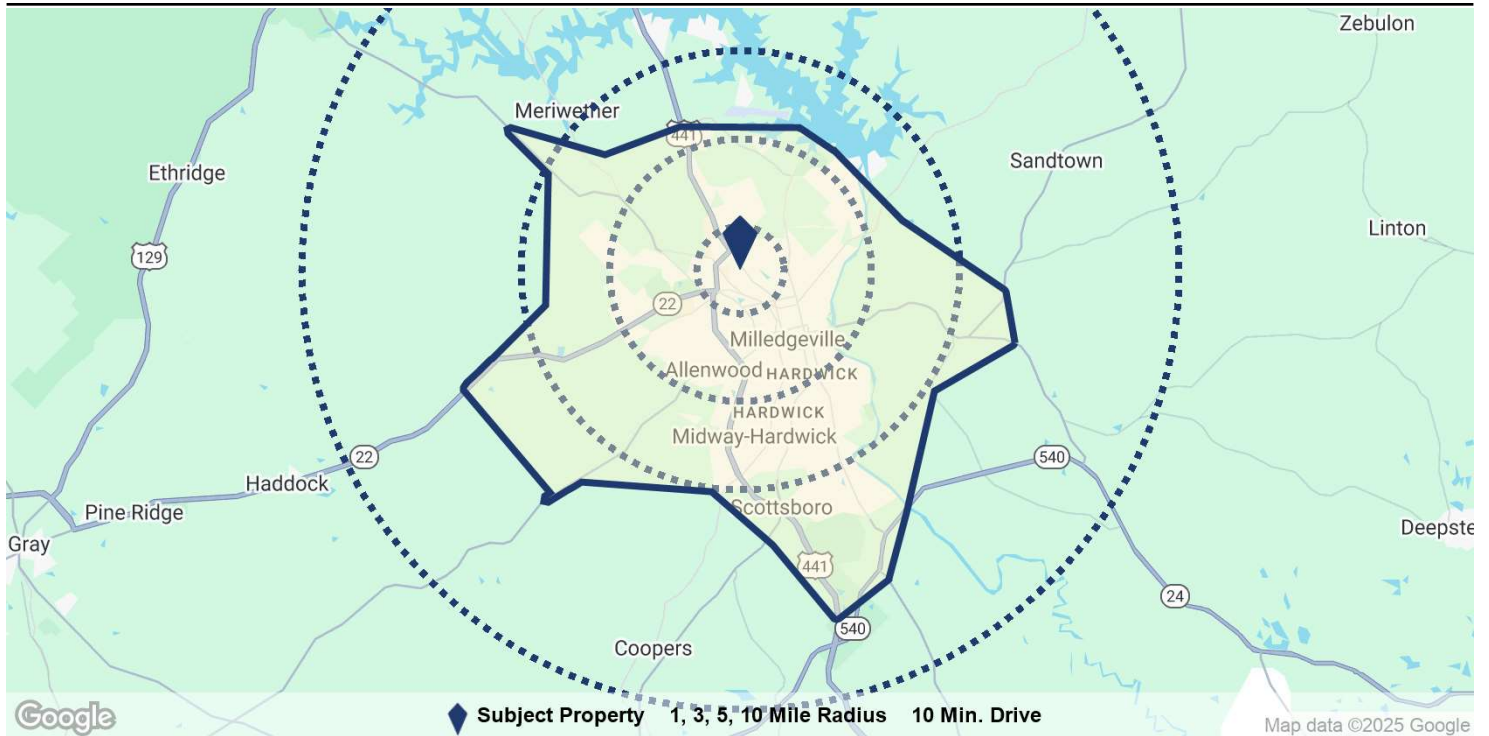 Zebulon
Meriwether
441
Sandtown
Ethridge
Linton
129
22
Milledgeville
Allenwood
HARDWICK
HARDWICK
Midway-Hardwick
22
540
Haddock
Scottsboro
Pine Ridge
Deepste
Gray
441
24
540
Coopers
Google
Subject Property 1, 3, 5, 10 Mile Radius 10 Min. Drive
Map data ©2025 Google